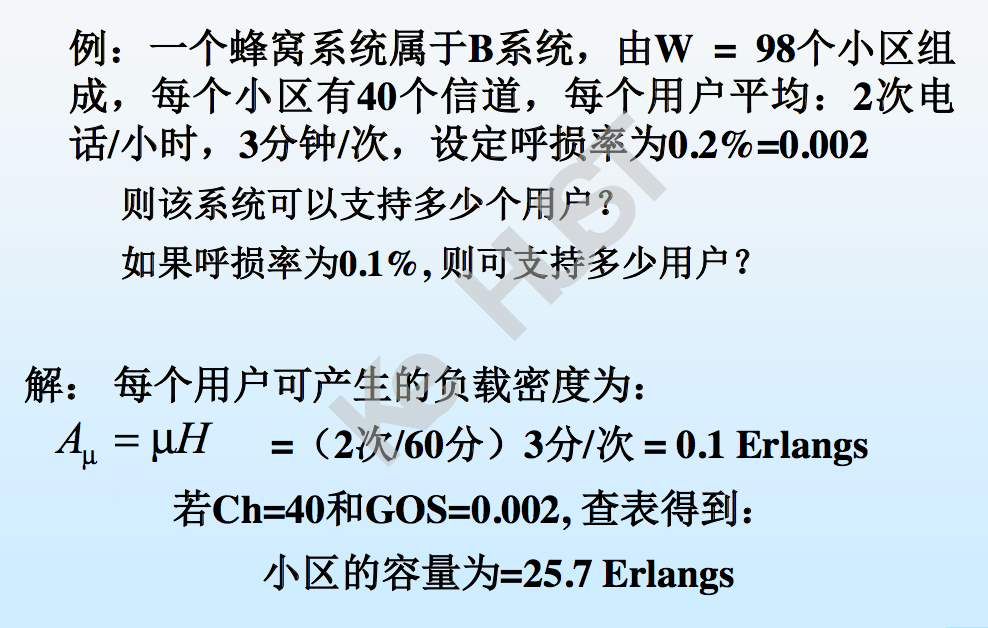 例：一个蜂窝系统属于B系统，由W = 98个小区组
成，每个小区有40个信道，每个用户平均：2次电
话/小时，3分钟/次，设定呼损率为0.2%=0.002
则该系统可以支持多少个用户？
如果呼损率为0.1%, 则可支持多少用户？
解： 每个用户可产生的负载密度为：
Aμ = μH =（2次/60分）3分/次 = 0.1 Erlangs
若Ch=40和GOS=0.002, 查表得到：
小区的容量为=25.7 Erlangs
Ke HUST